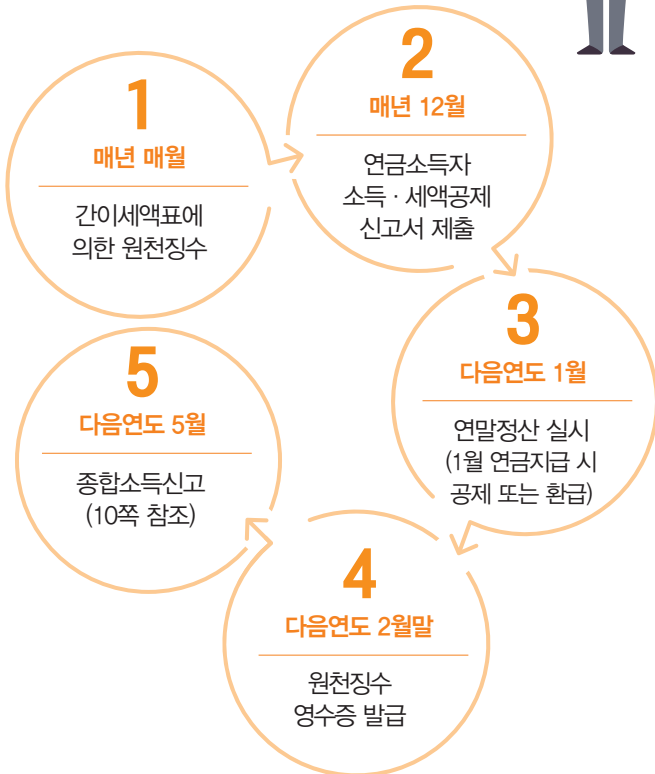 1
매년 매월
간이세액표에
의한 원천징수
2
매년 12월
연금소득자
소득 · 세액공제
신고서 제출
3
다음연도 1월
연말정산 실시
(1월 연금지급 시
공제 또는 환급)
4
다음연도 2월말
원천징수
영수증 발급
5
다음연도 5월
종합소득신고
(10쪽 참조)